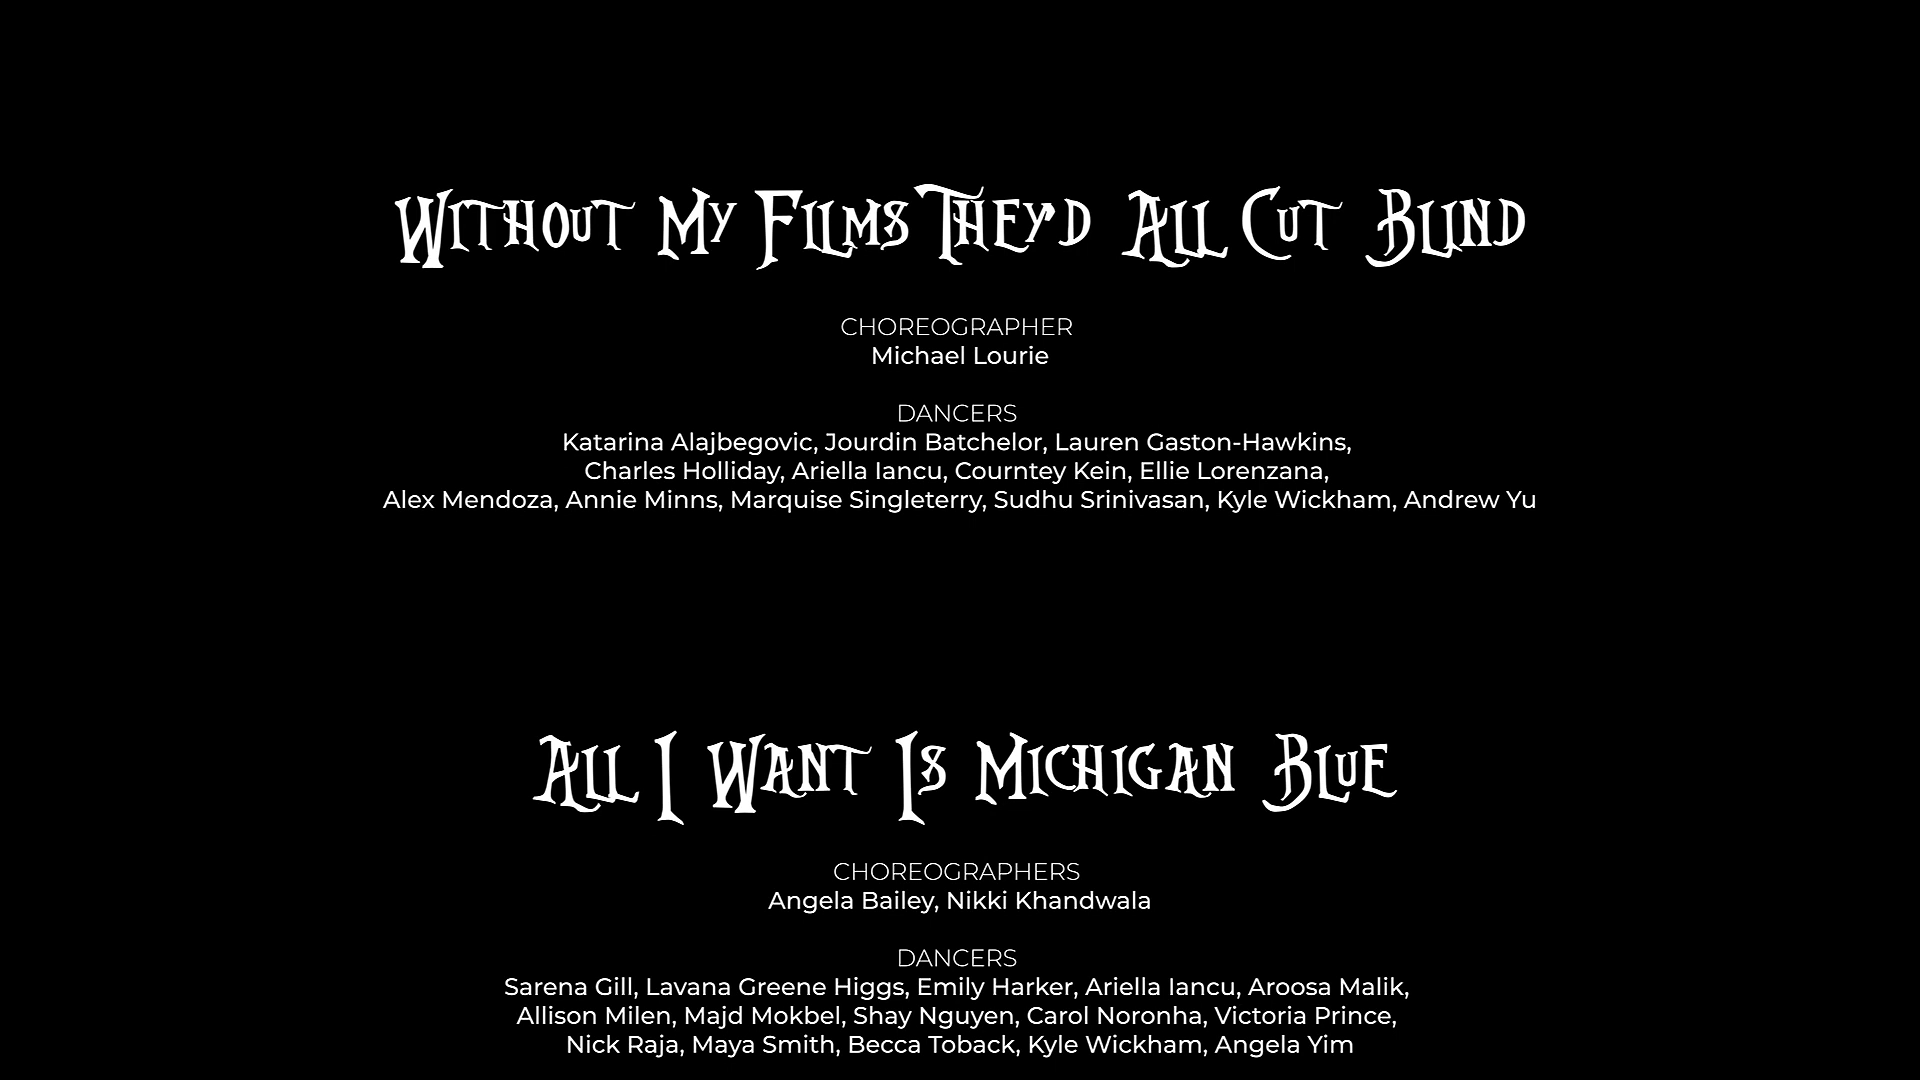 Without My Films They'd All Cut Blind
CHOREOGRAPHER
Michael Lourie
DANCERS
Katarina Alajbegovic, Jourdin Batchelor, Lauren Gaston-Hawkins,
Charles Holliday, Ariella Iancu, Courntey Kein, Ellie Lorenzana,
Alex Mendoza, Annie Minns, Marquise Singleterry, Sudhu Srinivasan, Kyle Wickham, Andrew Yu
All I Want Is Michigan Blue
CHOREOGRAPHERS
Angela Bailey, Nikki Khandwala
DANCERS
Sarena Gill, Lavana Greene Higgs, Emily Harker, Ariella Iancu, Aroosa Malik,
Allison Milen, Majd Mokbel, Shay Nguyen, Carol Noronha, Victoria Prince,
Nick Raja, Maya Smith, Becca Toback, Kyle Wickham, Angela Yim